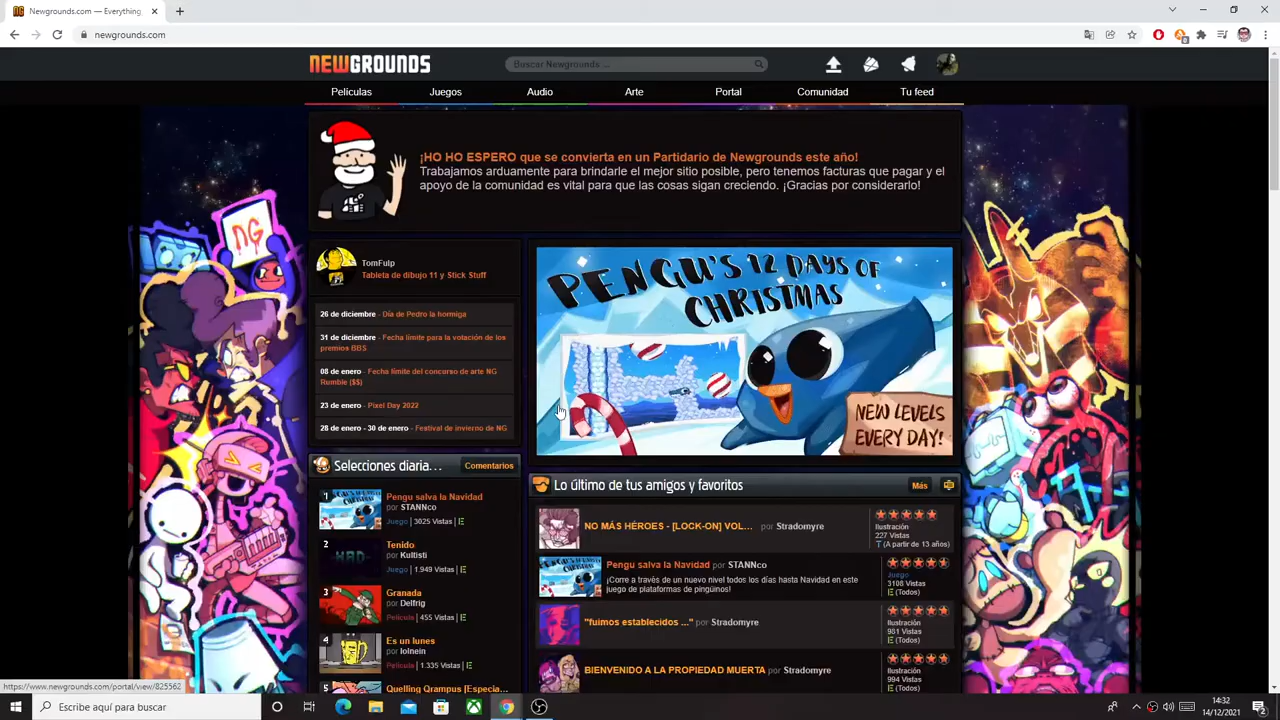 Newgrounds.com — Everything,
newgrounds.com
NEWGROUNDS
Buscar Newgrounds ...
Películas
Juegos
Audio
Arte
Portal
Comunidad
Tu feed
¡HO HO ESPERO que se convierta en un Partidario de Newgrounds este año!
Trabajamos arduamente para brindarle el mejor sitio posible, pero tenemos facturas que pagar y el
apoyo de la comunidad es vital para que las cosas sigan creciendo. ¡Gracias por considerarlo!
NG
TomFulp
Tableta de dibujo 11 y Stick Stuff
26 de diciembre - Día de Pedro la hormiga
31 de diciembre - Fecha límite para la votación de los
premios BBS
08 de enero - Fecha límite del concurso de arte NG
Rumble ($$)
23 de enero - Pixel Day 2022
28 de enero - 30 de enero - Festival de invierno de NG
PENGU'S 12 DAYS OF
CHRISTMAS
NEW LEVELS
EVERY DAY!
Selecciones diaria...
Comentarios
1
Pengu salva la Navidad
por STANNco
Juego | 3025 Vistas | E
2
Tenido
por Kultisti
Juego | 1.949 Vistas | E
3
Granada
por Delfrig
Película | 455 Vistas | E
4
Es un lunes
por lolnein
Película | 1.335 Vistas | E
5
Quelling Qrampus [Especia...
Lo último de tus amigos y favoritos
Más
NO MÁS HÉROES - [LOCK-ON] VOL... por Stradomyre
Ilustración
227 Vistas
T (A partir de 13 años)
Pengu salva la Navidad por STANNco
¡Corre a través de un nuevo nivel todos los días hasta Navidad en este
juego de plataformas de pingüinos!
Juego
3108 Vistas
E (Todos)
"fuimos establecidos ..." por Stradomyre
Ilustración
981 Vistas
E (Todos)
BIENVENIDO A LA PROPIEDAD MUERTA por Stradomyre
Ilustración
994 Vistas
E (Todos)
https://www.newgrounds.com/portal/view/825562
Escribe aquí para buscar
14:32
14/12/2021
2